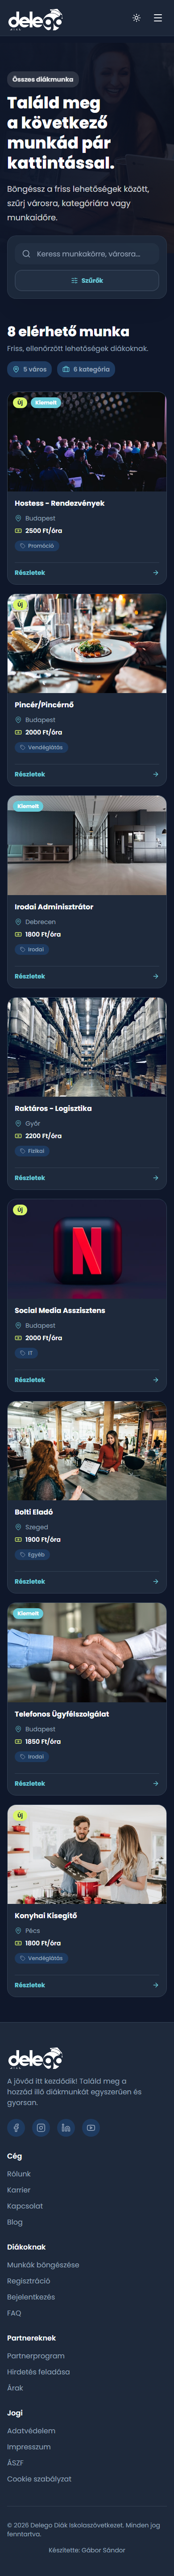 delego
DIÁK
Összes diákmunka
Találd meg
a következő
munkád pár
kattintással.
Böngéssz a friss lehetőségek között,
szűrj városra, kategóriára vagy
munkaidőre.
Keress munkakörre, városra...
Szűrők
8 elérhető munka
Friss, ellenőrzött lehetőségek diákoknak.
5 város
6 kategória
Új
Kiemelt
Hostess - Rendezvények
Budapest
2500 Ft/óra
Promóció
Részletek
Új
Pincér/Pincérnő
Budapest
2000 Ft/óra
Vendéglátás
Részletek
Kiemelt
Irodai Adminisztrátor
Debrecen
1800 Ft/óra
Irodai
Részletek
Raktáros - Logisztika
Győr
2200 Ft/óra
Fizikai
Részletek
Új
N
Social Media Asszisztens
Budapest
2000 Ft/óra
IT
Részletek
Bolti Eladó
Szeged
1900 Ft/óra
Egyéb
Részletek
Kiemelt
Telefonos Ügyfélszolgálat
Budapest
1850 Ft/óra
Irodai
Részletek
Új
Konyhai Kisegítő
Pécs
1800 Ft/óra
Vendéglátás
Részletek
delego
DIÁK
A jövőd itt kezdődik! Találd meg a
hozzád illő diákmunkát egyszerűen és
gyorsan.
Cég
Rólunk
Karrier
Kapcsolat
Blog
Diákoknak
Munkák böngészése
Regisztráció
Bejelentkezés
FAQ
Partnereknek
Partnerprogram
Hirdetés feladása
Árak
Jogi
Adatvédelem
Impresszum
ÁSZF
Cookie szabályzat
© 2026 Delego Diák Iskolaszövetkezet. Minden jog
fenntartva.
Készítette: Gábor Sándor